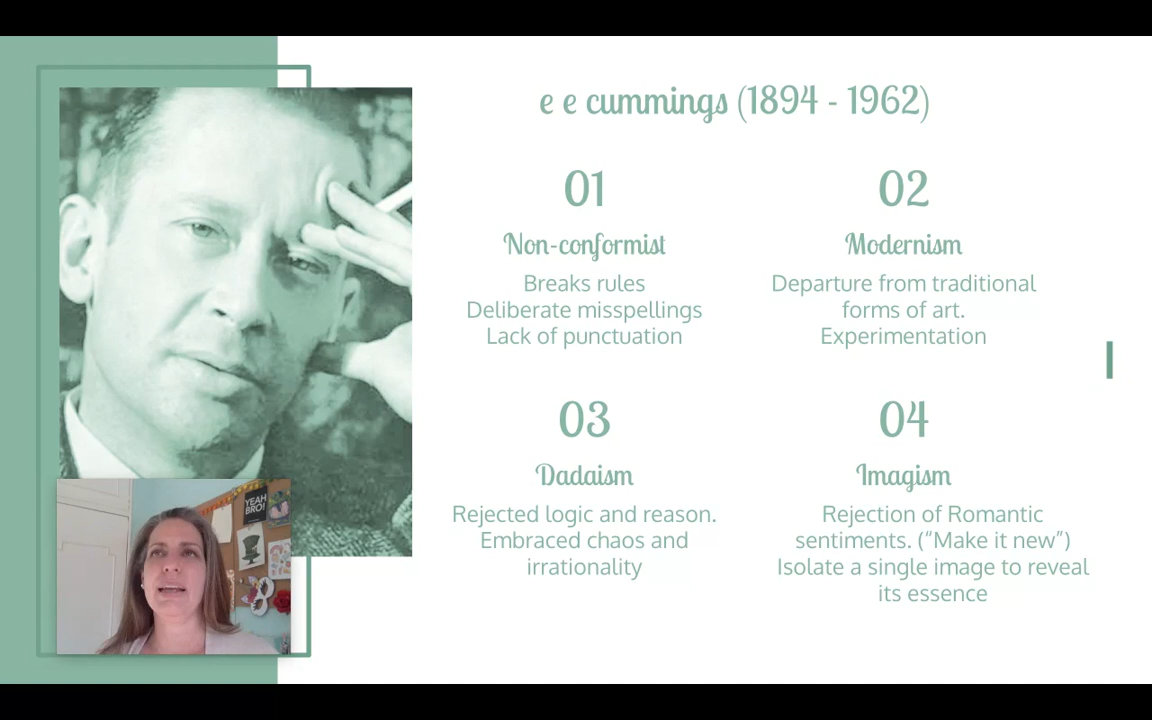 e e cummings (1894 - 1962)
01
Non-conformist
Breaks rules
Deliberate misspellings
Lack of punctuation
02
Modernism
Departure from traditional
forms of art.
Experimentation
03
Dadaism
Rejected logic and reason.
Embraced chaos and
irrationality
04
Imagism
Rejection of Romantic
sentiments. (“Make it new”)
Isolate a single image to reveal
its essence
YEAH
BRO!